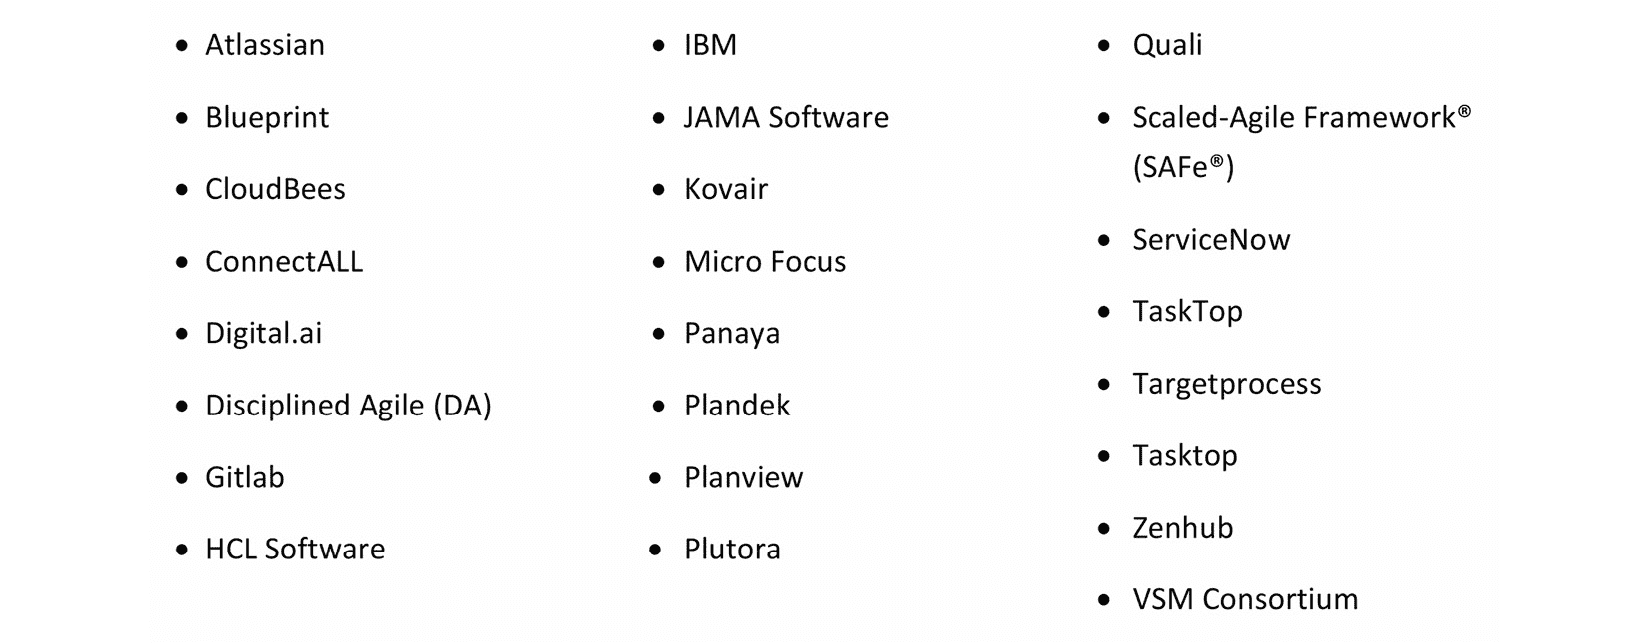 • Atlassian
• Blueprint
• CloudBees
• ConnectALL
• Digital.ai
• Disciplined Agile (DA)
• Gitlab
• HCL Software
• IBM
• JAMA Software
• Kovair
• Micro Focus
• Panaya
• Plandek
• Planview
• Plutora
• Quali
• Scaled-Agile Framework®
(SAFe®)
• ServiceNow
• TaskTop
• Targetprocess
• Tasktop
• Zenhub
• VSM Consortium